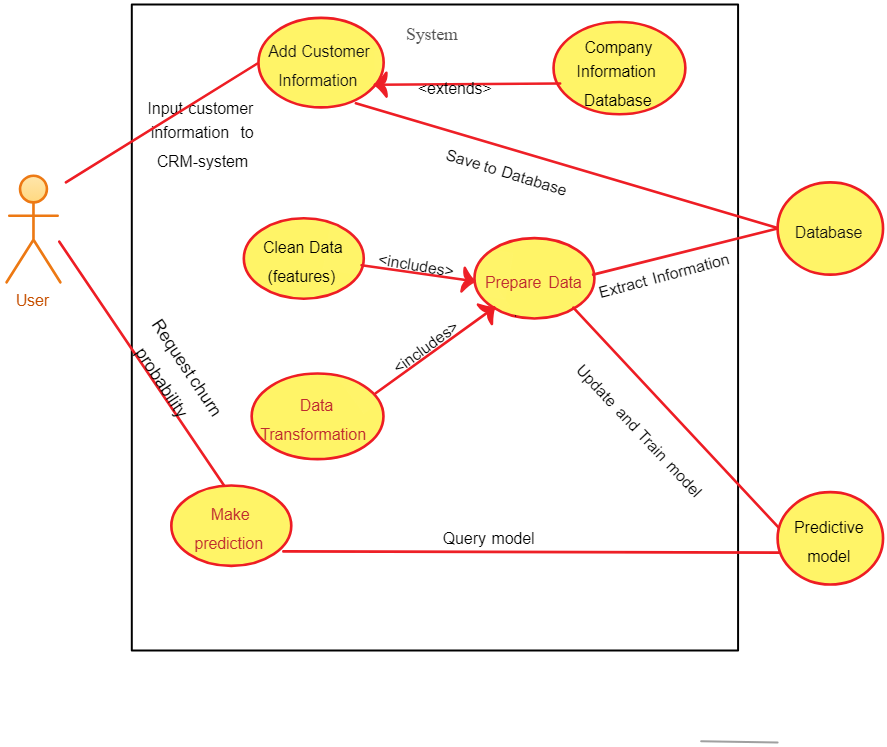 System
Add Customer
Information
Company
Information
Database
<extends>
Input customer
information to
CRM-system
Save to Database
Database
User
Clean Data
(features)
<includes>
Prepare Data
Extract Information
<includes>
Data
Transformation
Request churn
probability
Update and Train model
Make
prediction
Query model
Predictive
model